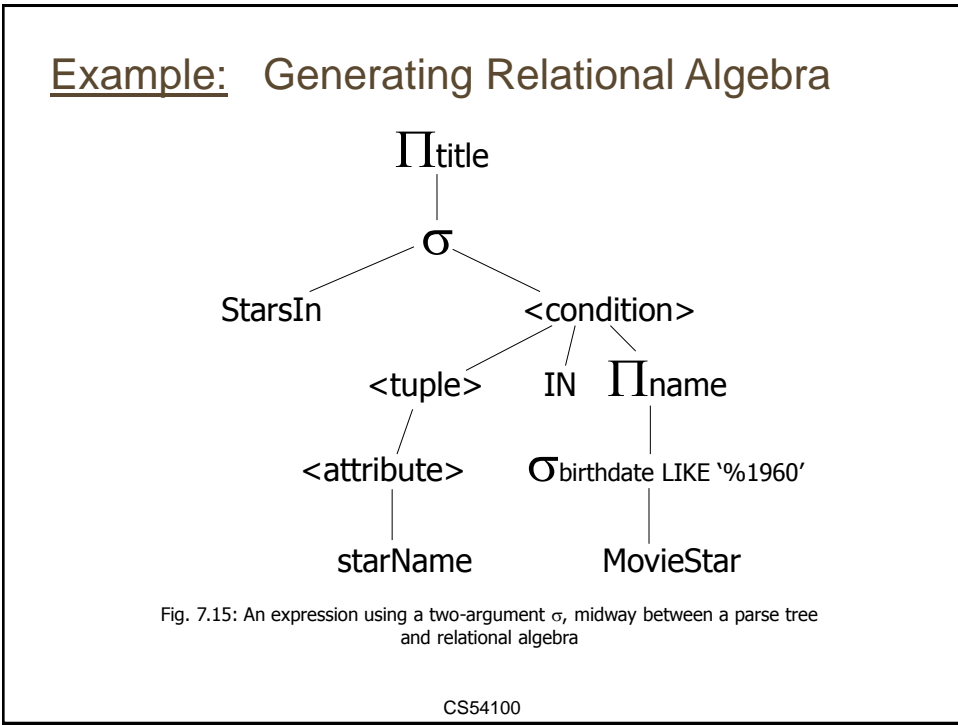 Example: Generating Relational Algebra
Πtitle
σ
StarsIn <condition>
<tuple> IN Πname
<attribute> σbirthdate LIKE ‘%1960’
starName MovieStar
Fig. 7.15: An expression using a two-argument σ, midway between a parse tree
and relational algebra
CS54100